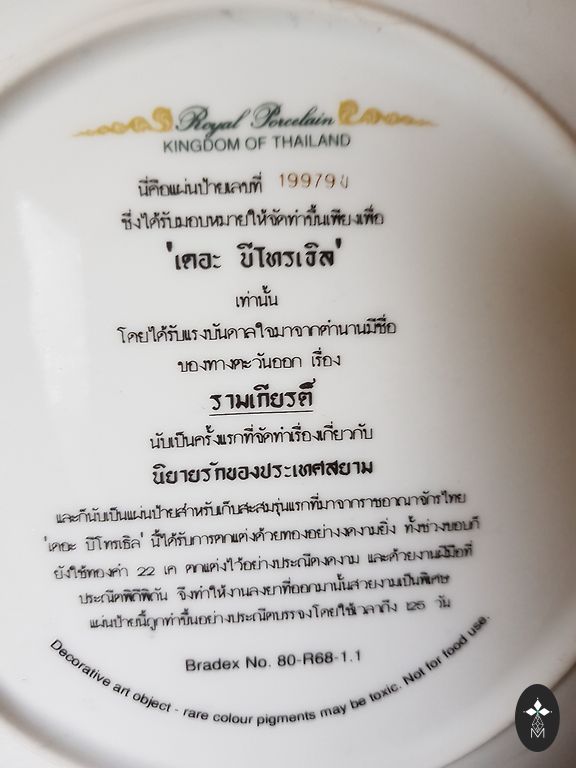 Royal Porcelain
KINGDOM OF THAILAND
นี่คือแผ่นป้ายเลขที่ 19979
ซึ่งได้รับมอบหมายให้จัดทำขึ้นเพียงเพื่อ
'เดอะ บีโทรเธิล'
เท่านั้น
โดยได้รับแรงบันดาลใจมาจากตำนานมีชื่อ
ของทางตะวันออก เรื่อง
รามเกียรติ์
นับเป็นครั้งแรกที่จัดทำเรื่องเกี่ยวกับ
นิยายรักของประเทศสยาม
และก็นับเป็นแผ่นป้ายสำหรับเก็บสะสมรุ่นแรกที่มาจากราชอาณาจักรไทย
'เดอะ บีโทรเธิล' นี้ได้รับการตกแต่งด้วยทองอย่างงดงามยิ่ง ทั้งช่วงขอบก็
ยังใช้ทองคำ 22 เค ตกแต่งไว้อย่างประณีตงดงาม และด้วยงานฝีมือที่
ประณีตพิถีพิถัน จึงทำให้งานลงยาที่ออกมานั้นสวยงามเป็นพิเศษ
แผ่นป้ายนี้ถูกทำขึ้นอย่างประณีตบรรจงโดยใช้เวลาถึง 125 วัน
Bradex No. 80-R68-1.1
Decorative art object - rare colour pigments may be toxic. Not for food use.
M